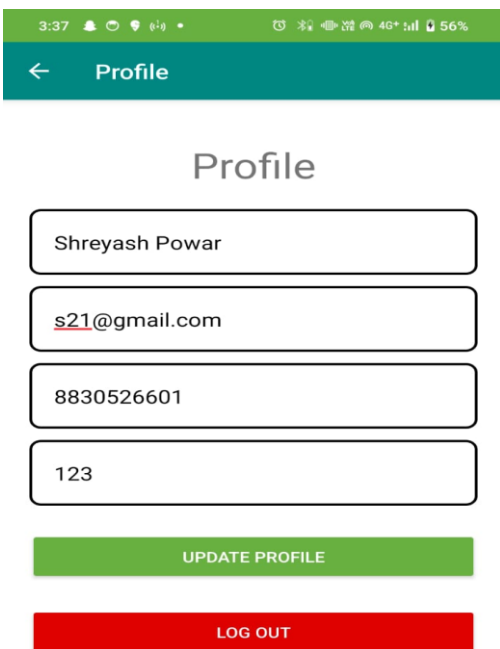 3:37 4G+ 56%
Profile
Profile
Shreyash Powar
s21@gmail.com
8830526601
123
UPDATE PROFILE
LOG OUT